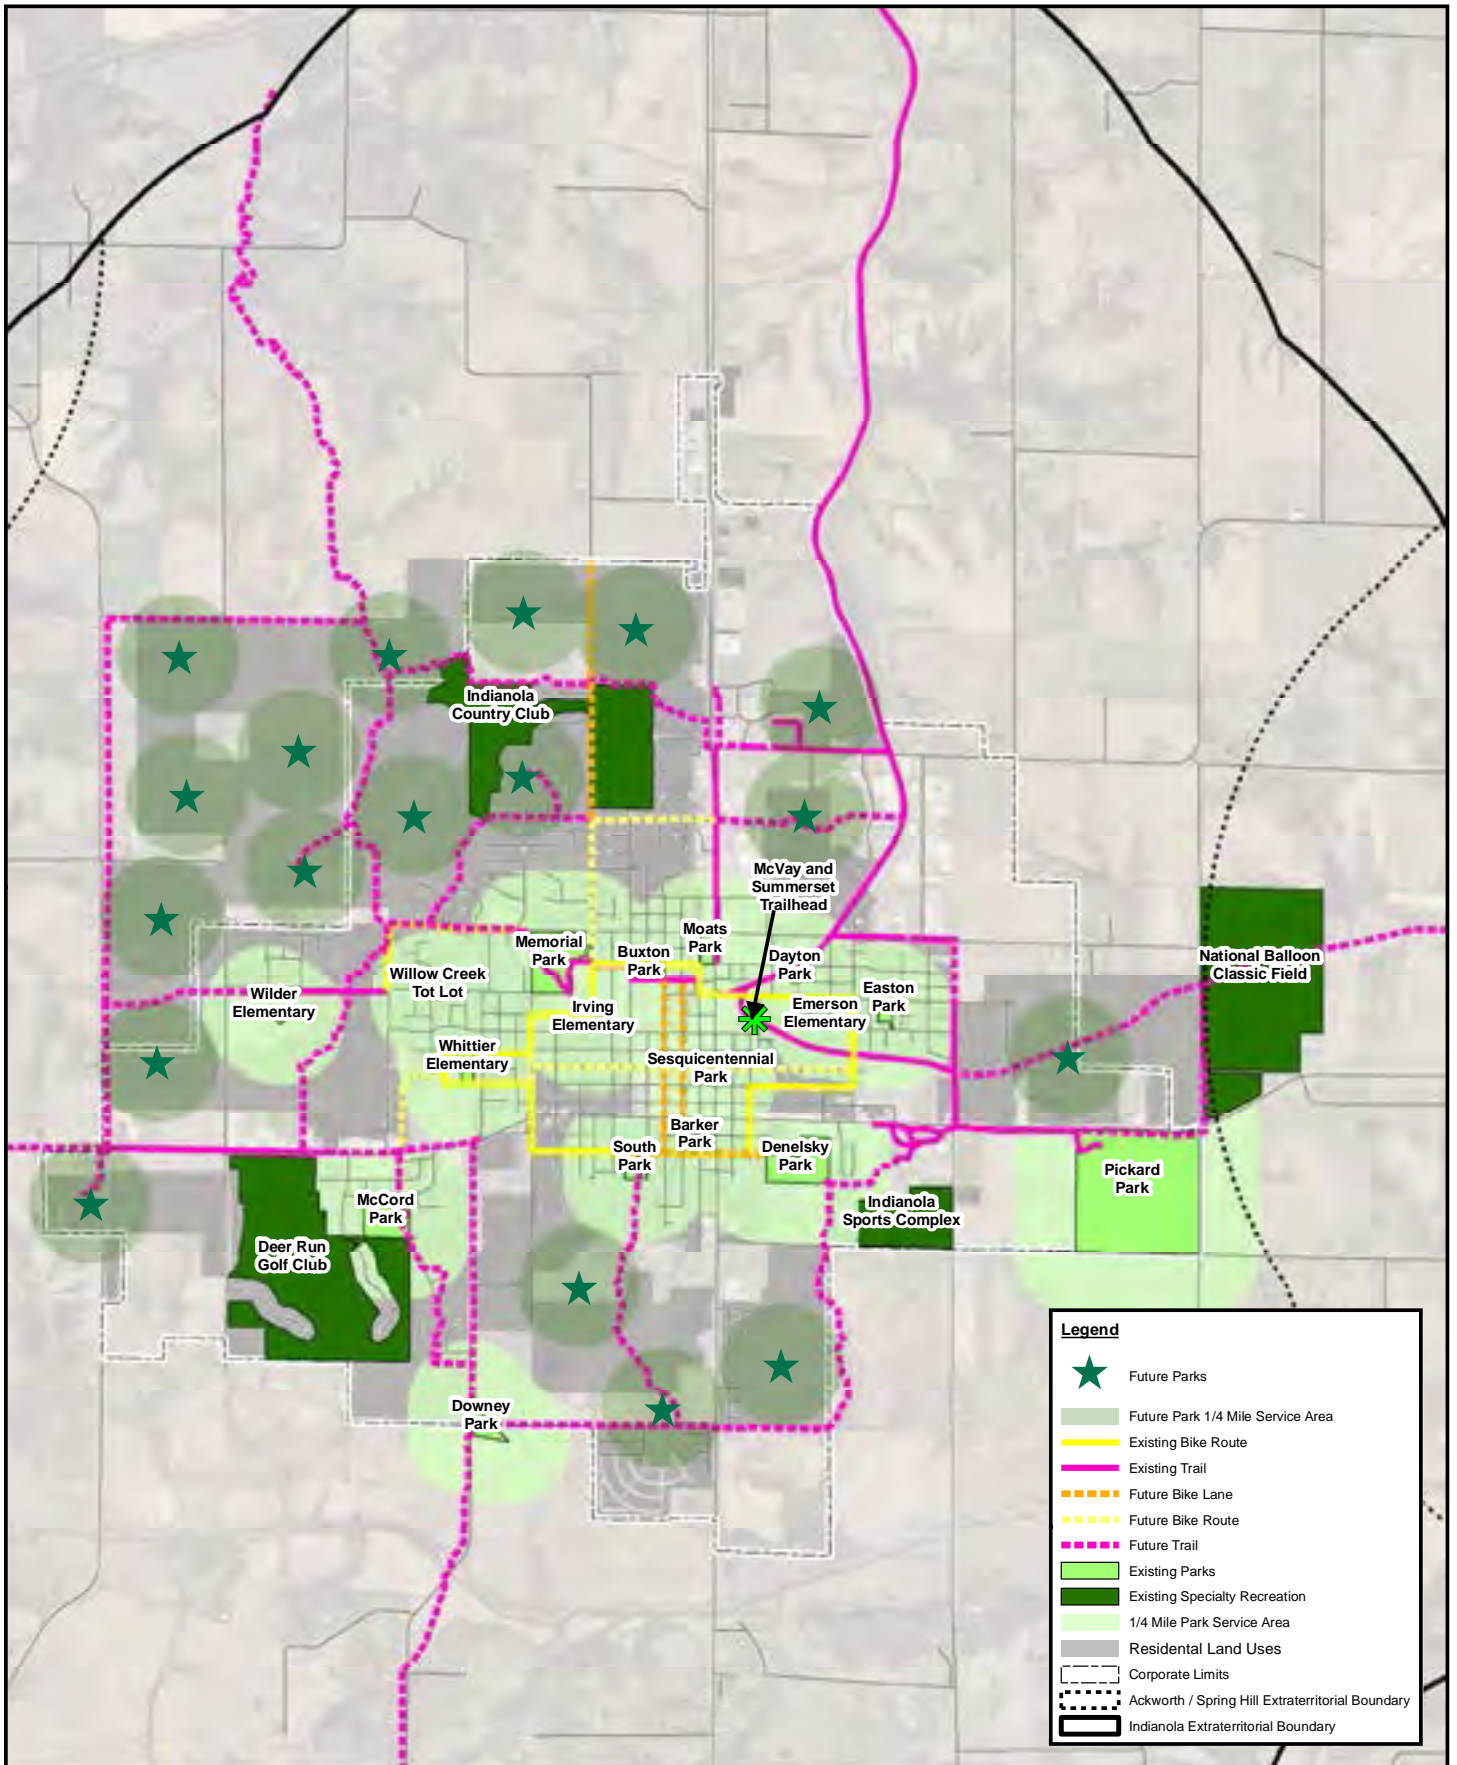 Indianola
Country Club
McVay and
Summerset
Trailhead
Moats
Park
Memorial
Park
Buxton
Park
Dayton
Park
National Balloon
Classic Field
Willow Creek
Tot Lot
Wilder
Elementary
Easton
Park
Irving
Elementary
Emerson
Elementary
Whittier
Elementary
Sesquicentennial
Park
Barker
Park
South
Park
Denelsky
Park
Pickard
Park
McCord
Park
Indianola
Sports Complex
Deer Run
Golf Club
Downey
Park
Legend
Future Parks
Future Park 1/4 Mile Service Area
Existing Bike Route
Existing Trail
Future Bike Lane
Future Bike Route
Future Trail
Existing Parks
Existing Specialty Recreation
1/4 Mile Park Service Area
Residental Land Uses
Corporate Limits
Ackworth / Spring Hill Extraterritorial Boundary
Indianola Extraterritorial Boundary